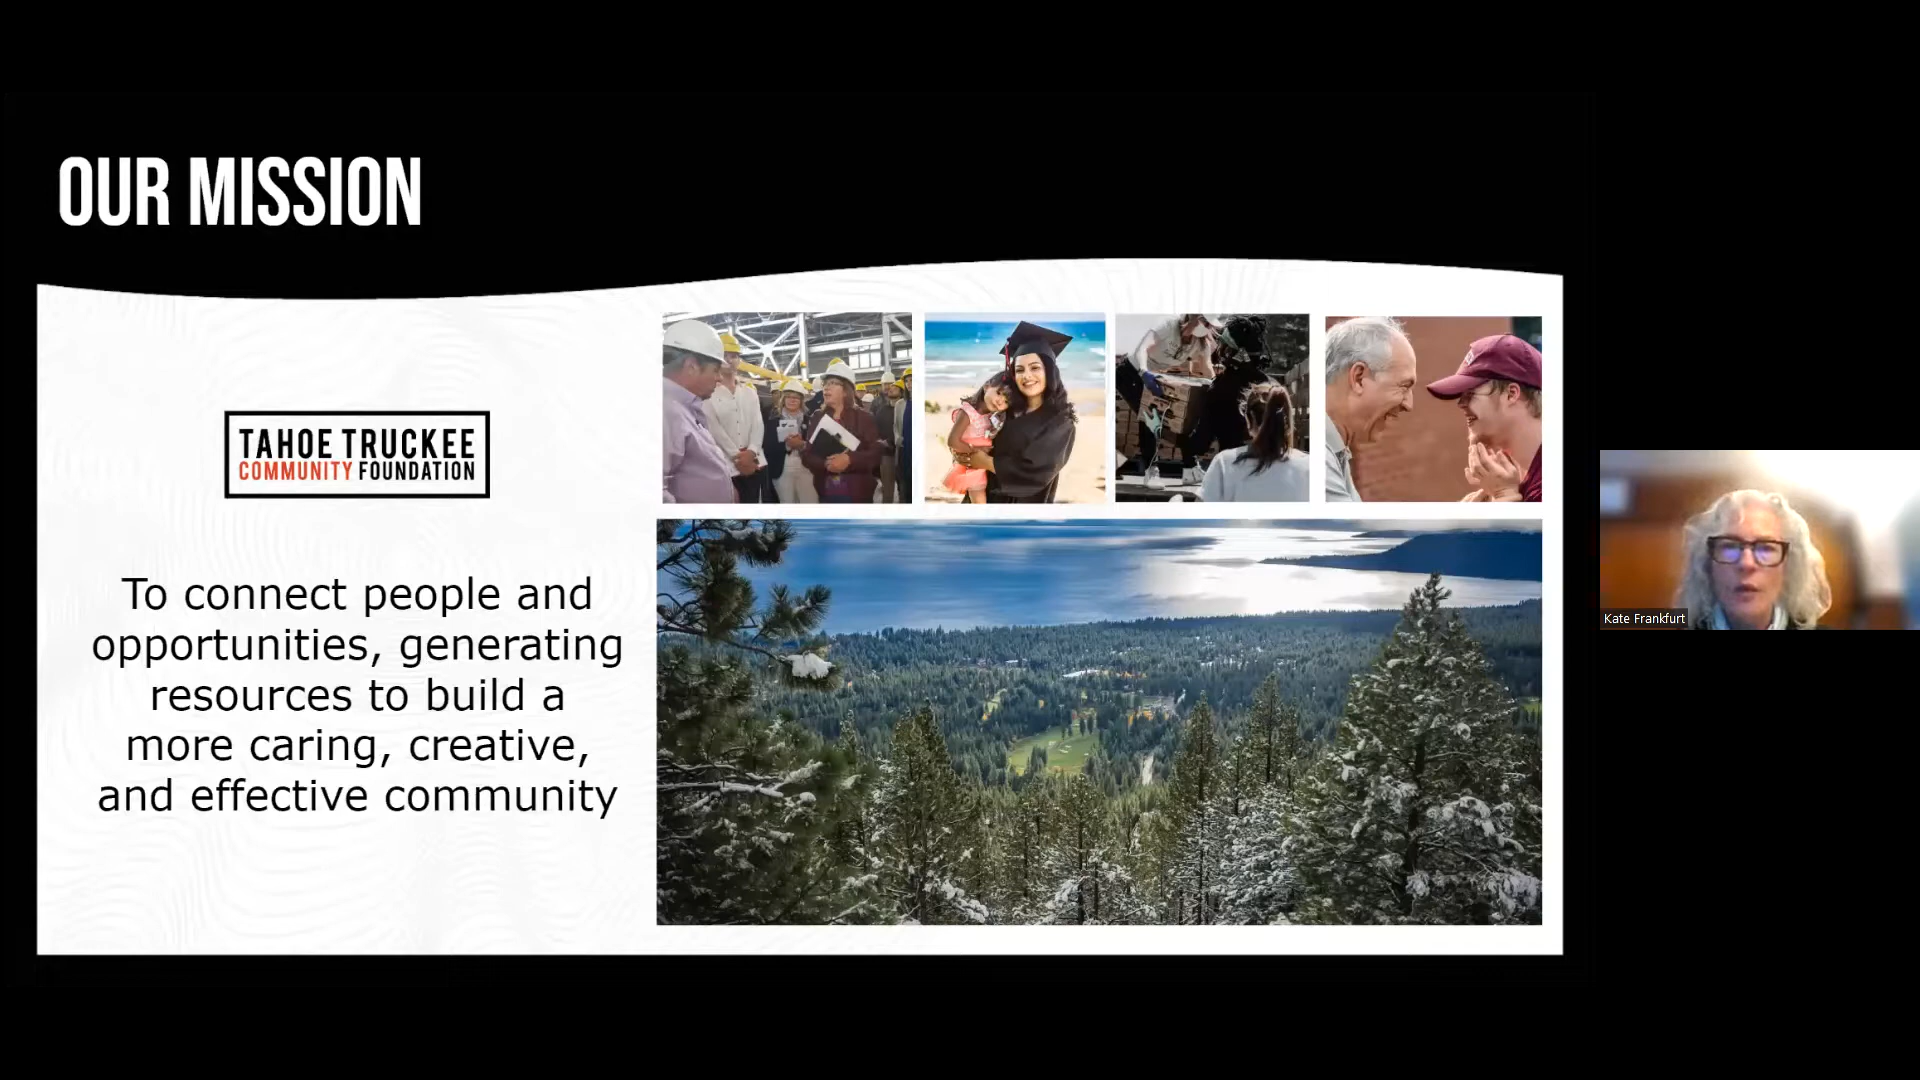 OUR MISSION
TAHOE TRUCKEE
COMMUNITY FOUNDATION
To connect people and
opportunities, generating
resources to build a
more caring, creative,
and effective community
Kate Frankfurt